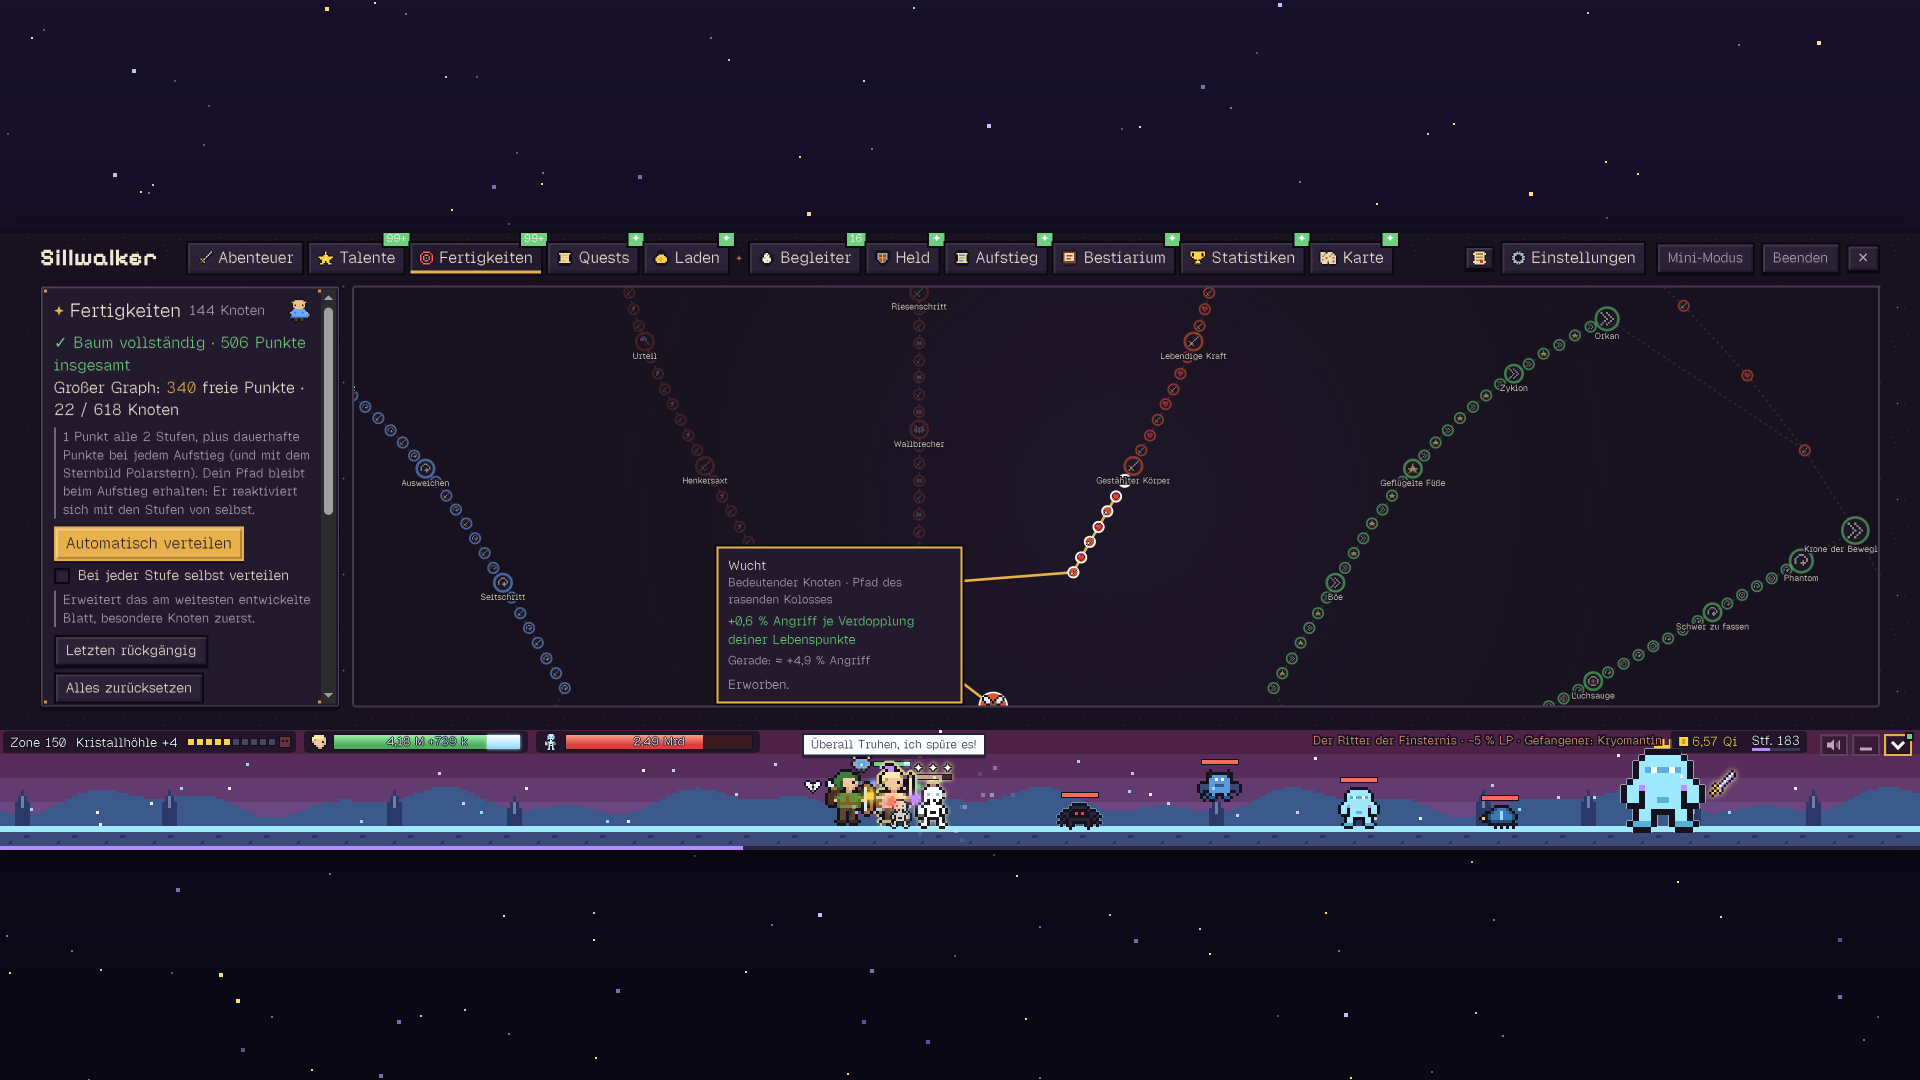 Sillwalker
Abenteuer
99+
Talente
99+
Fertigkeiten
Quests
Laden
16
Begleiter
Held
Aufstieg
Bestiarium
Statistiken
Karte
Einstellungen
Mini-Modus
Beenden
Fertigkeiten 144 Knoten
✓ Baum vollständig · 506 Punkte
insgesamt
Großer Graph: 340 freie Punkte ·
22 / 618 Knoten
1 Punkt alle 2 Stufen, plus dauerhafte
Punkte bei jedem Aufstieg (und mit dem
Sternbild Polarstern). Dein Pfad bleibt
beim Aufstieg erhalten: Er reaktiviert
sich mit den Stufen von selbst.
Automatisch verteilen
Bei jeder Stufe selbst verteilen
Erweitert das am weitesten entwickelte
Blatt, besondere Knoten zuerst.
Letzten rückgängig
Alles zurücksetzen
Riesenschritt
Urteil
Lebendige Kraft
Orkan
Zyklon
Wallbrecher
Ausweichen
Henkersaxt
Gestählter Körper
Geflügelte Füße
Krone der Bewegl
Phantom
Seitschritt
Böe
Schwer zu fassen
Luchsauge
Wucht
Bedeutender Knoten · Pfad des
rasenden Kolosses
+0,6 % Angriff je Verdopplung
deiner Lebenspunkte
Gerade: ≈ +4,9 % Angriff
Erworben.
Zone 150 Kristallhöhle +4
4,18 M +739 k
2,49 Mrd
Überall Truhen, ich spüre es!
Der Ritter der Finsternis · -5 % LP · Gefangener: Kryomantin
6,57 Qi
Stf. 183